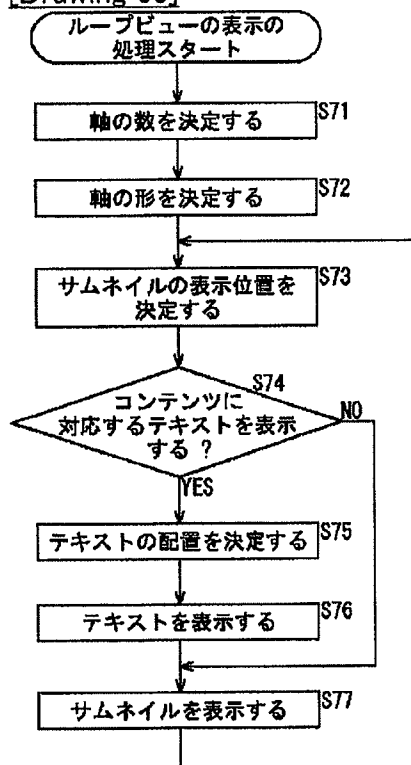 ループビューの表示の
処理スタート
軸の数を決定する
S71
軸の形を決定する
S72
サムネイルの表示位置を
決定する
S73
S74
コンテンツに
対応するテキストを表示
する ?
NO
YES
テキストの配置を決定する
S75
テキストを表示する
S76
サムネイルを表示する
S77